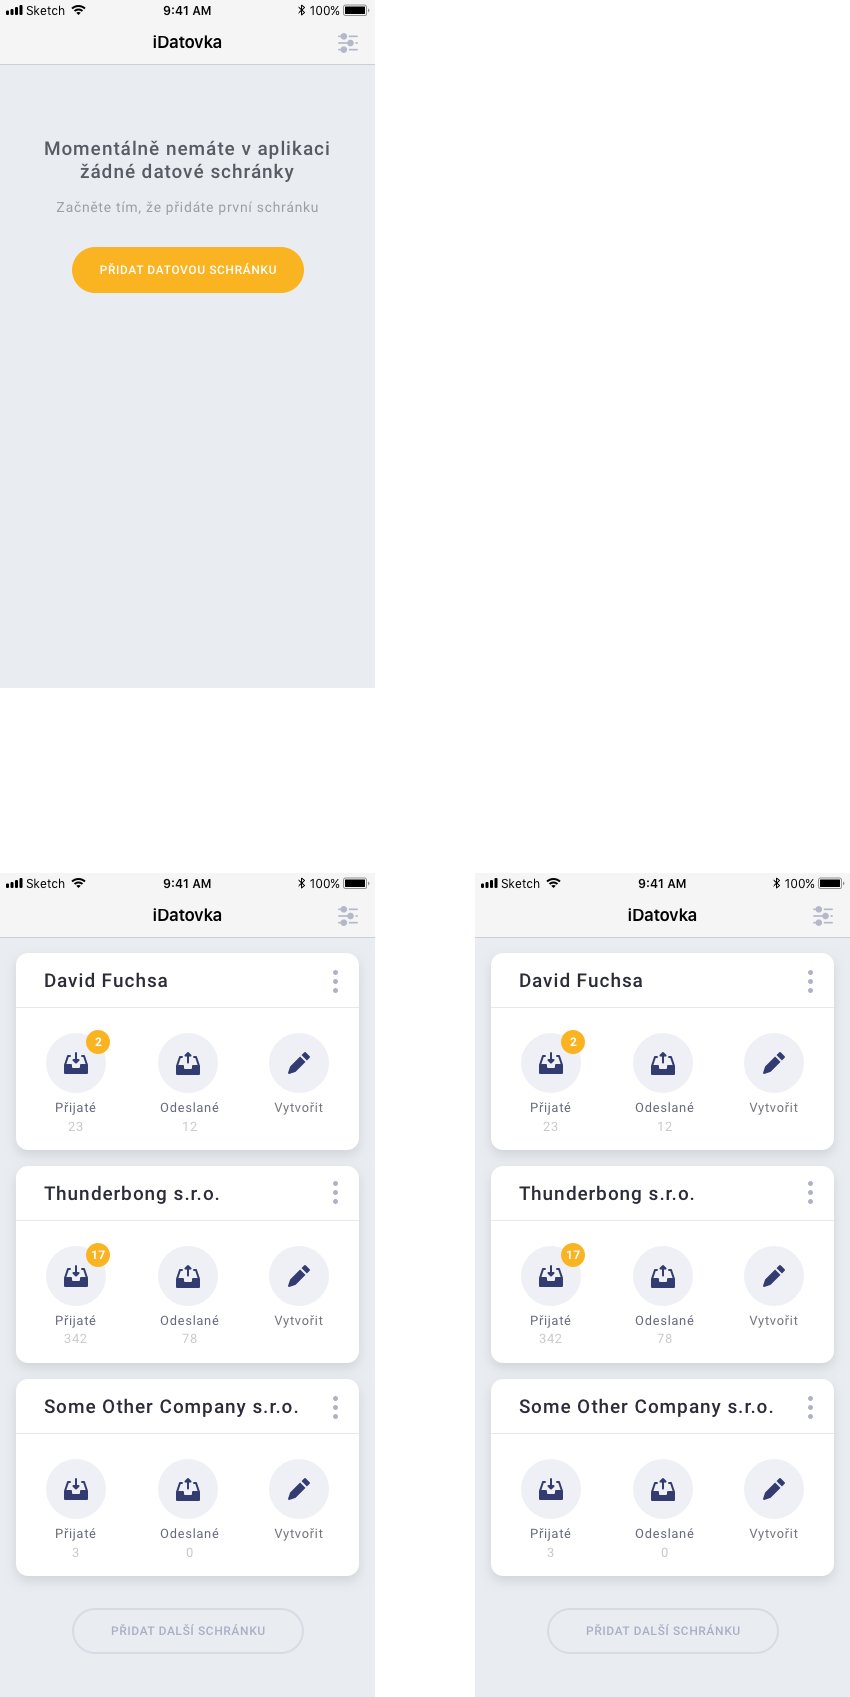 Sketch 9:41 AM 100%
iDatovka
Momentálně nemáte v aplikaci
žádné datové schránky
Začněte tím, že přidáte první schránku
PŘIDAT DATOVOU SCHRÁNKU
Sketch 9:41 AM 100%
iDatovka
David Fuchsa
2
Přijaté Odeslané Vytvořit
23 12
Thunderbong s.r.o.
17
Přijaté Odeslané Vytvořit
342 78
Some Other Company s.r.o.
Přijaté Odeslané Vytvořit
3 0
PŘIDAT DALŠÍ SCHRÁNKU
Sketch 9:41 AM 100%
iDatovka
David Fuchsa
2
Přijaté Odeslané Vytvořit
23 12
Thunderbong s.r.o.
17
Přijaté Odeslané Vytvořit
342 78
Some Other Company s.r.o.
Přijaté Odeslané Vytvořit
3 0
PŘIDAT DALŠÍ SCHRÁNKU